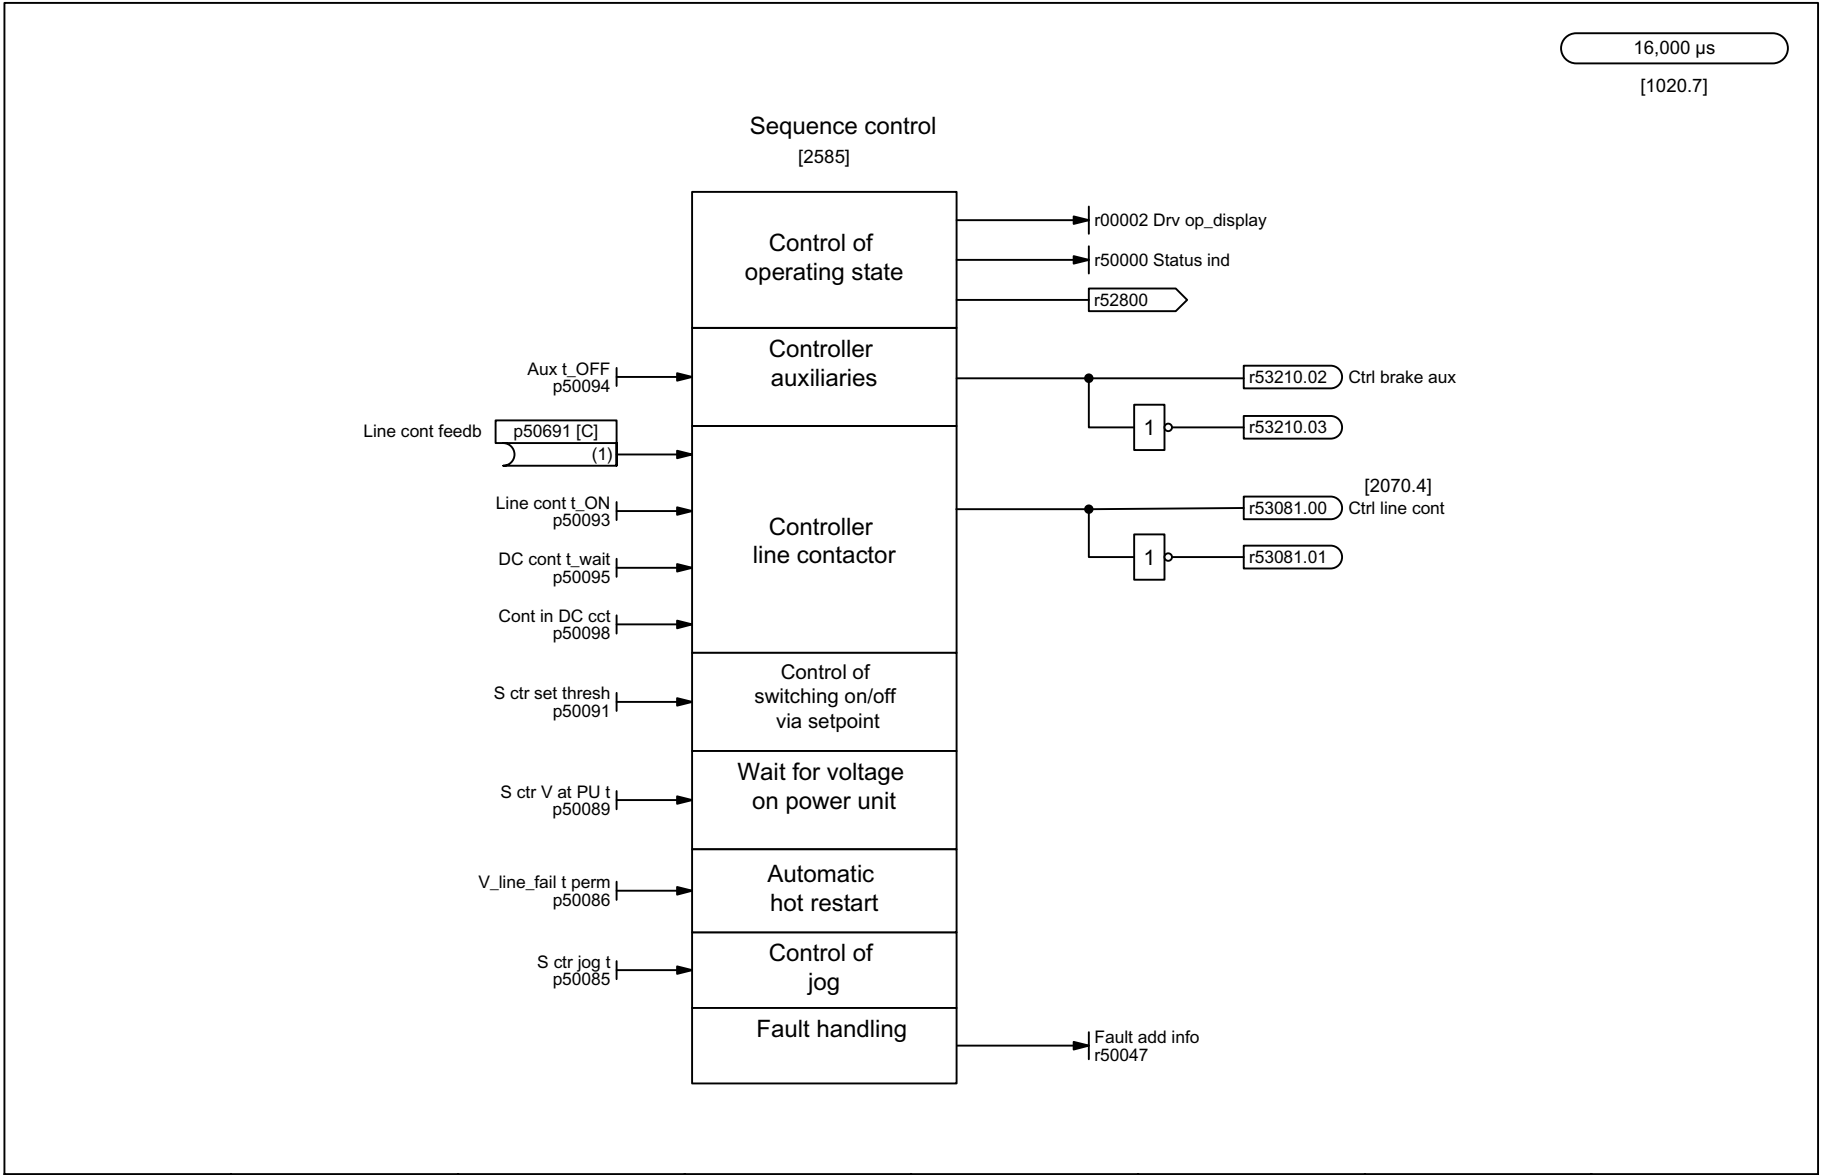 16,000 µs
[1020.7]
Sequence control
[2585]
Control of
operating state
r00002 Drv op_display
r50000 Status ind
r52800
Controller
auxiliaries
Aux t_OFF
p50094
r53210.02 Ctrl brake aux
1
r53210.03
Line cont feedb
p50691 [C]
(1)
Line cont t_ON
p50093
DC cont t_wait
p50095
Cont in DC cct
p50098
Controller
line contactor
[2070.4]
r53081.00 Ctrl line cont
1
r53081.01
S ctr set thresh
p50091
Control of
switching on/off
via setpoint
S ctr V at PU t
p50089
Wait for voltage
on power unit
V_line_fail t perm
p50086
Automatic
hot restart
S ctr jog t
p50085
Control of
jog
Fault handling
Fault add info
r50047